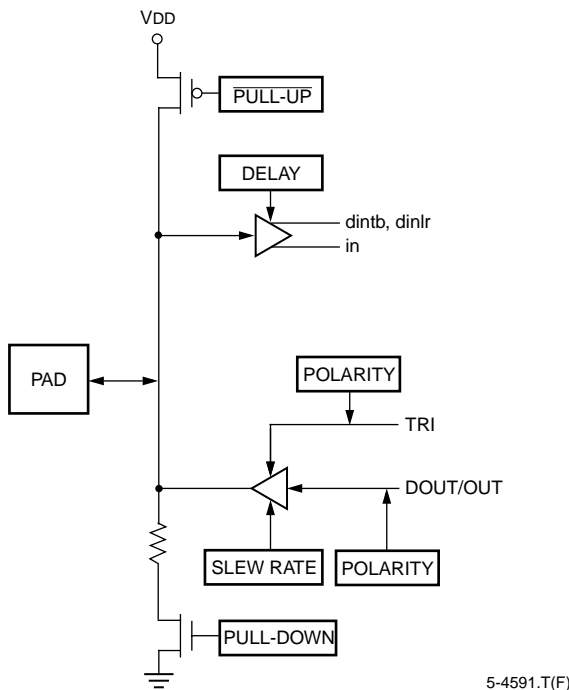 VDD
PULL-UP
DELAY
dintb, dinlr
in
PAD
POLARITY
TRI
DOUT/OUT
SLEW RATE
POLARITY
PULL-DOWN
5-4591.T(F)